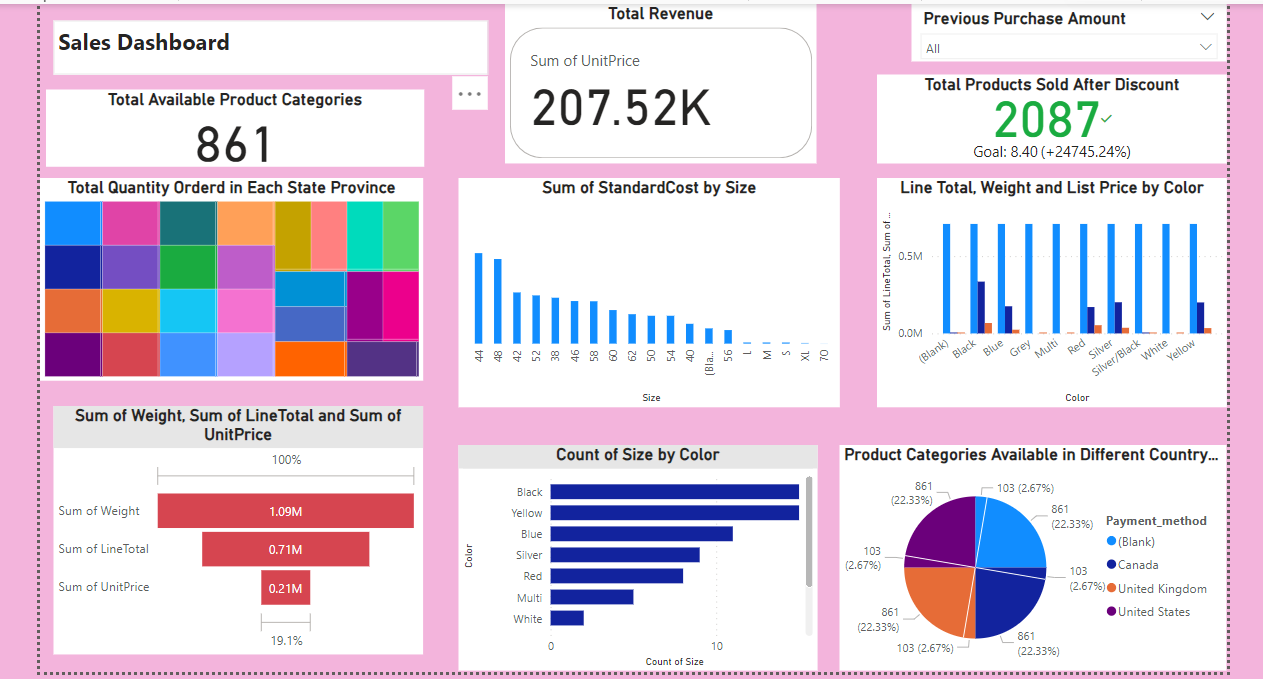 Sales Dashboard
Total Revenue
Sum of UnitPrice
207.52K
Previous Purchase Amount
All
Total Available Product Categories
861
Total Products Sold After Discount
2087
Goal: 8.40 (+24745.24%)
Total Quantity Orderd in Each State Province
Sum of StandardCost by Size
44
48
42
52
38
46
58
60
62
50
54
40
(Bla...
56
L
M
S
XL
70
Size
Line Total, Weight and List Price by Color
Sum of LineTotal, Sum of ...
0.5M
0.0M
(Blank)
Black
Blue
Grey
Multi
Red
Silver
Silver/Black
White
Yellow
Color
Sum of Weight, Sum of LineTotal and Sum of
UnitPrice
100%
Sum of Weight
1.09M
Sum of LineTotal
0.71M
Sum of UnitPrice
0.21M
19.1%
Count of Size by Color
Color
Black
Yellow
Blue
Silver
Red
Multi
White
0
10
Count of Size
Product Categories Available in Different Country...
861
(22.33%)
103 (2.67%)
861
(22.33%)
103
(2.67%)
103
(2.67%)
861
(22.33%)
103 (2.67%)
861
(22.33%)
Payment_method
(Blank)
Canada
United Kingdom
United States